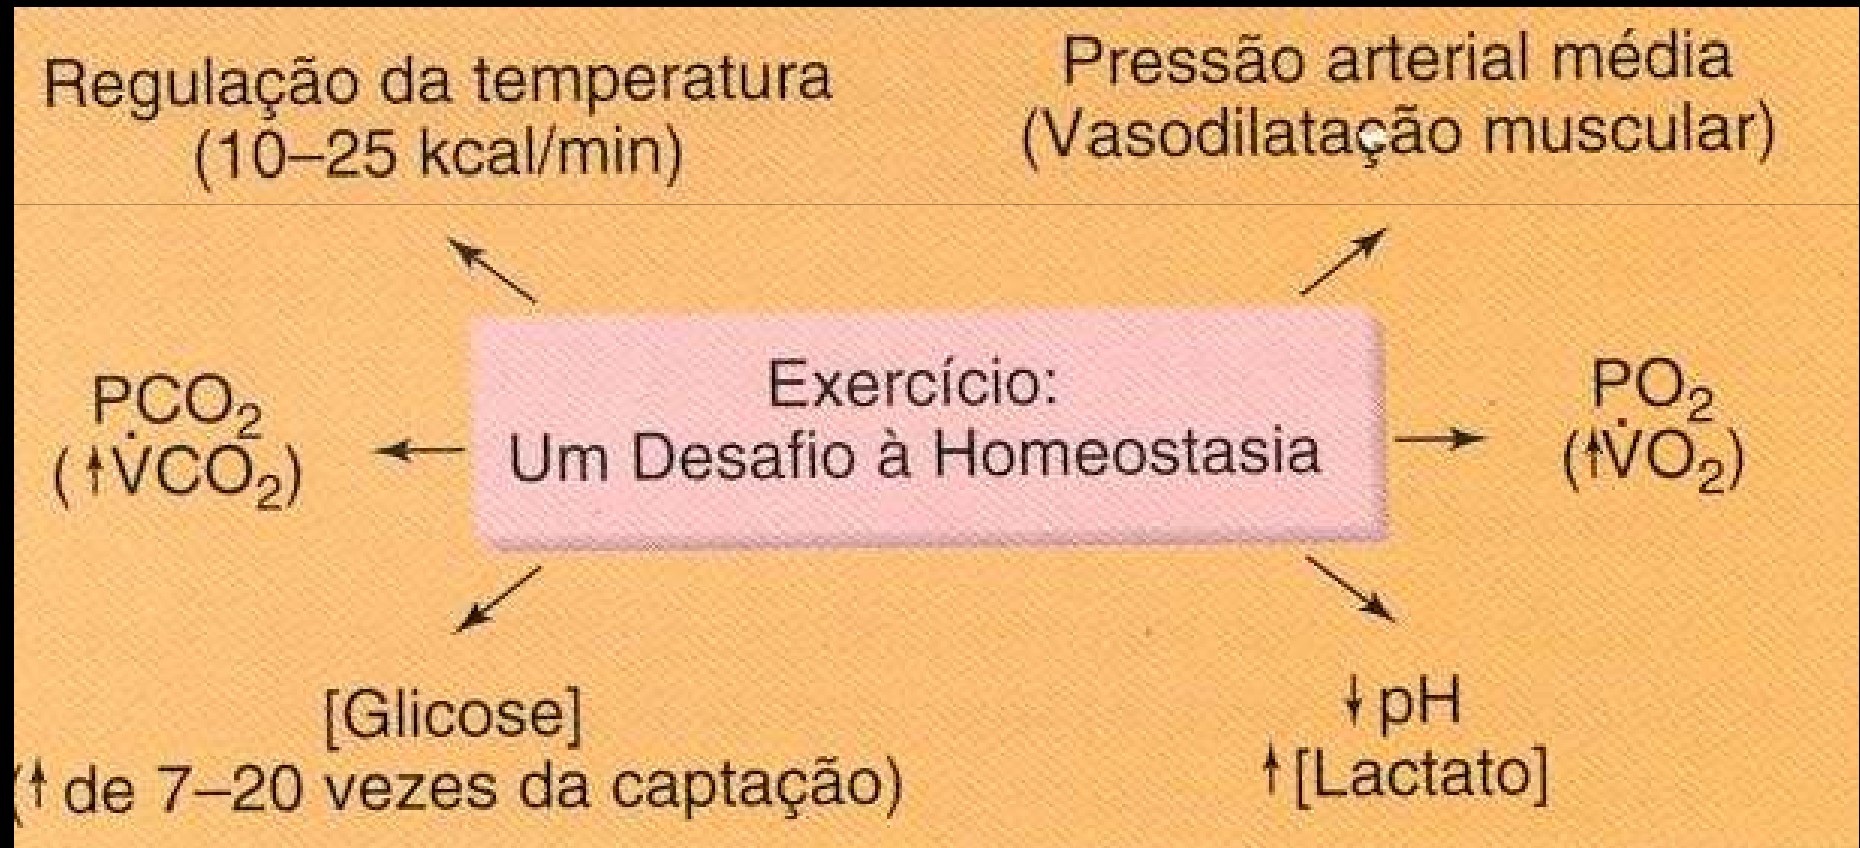 Regulação da temperatura
(10–25 kcal/min)
Pressão arterial média
(Vasodilatação muscular)
Exercício:
Um Desafio à Homeostasia
PCO₂
(↑V̇CO₂)
PO₂
(↑V̇O₂)
[Glicose]
(↑ de 7–20 vezes da captação)
↓ pH
↑ [Lactato]